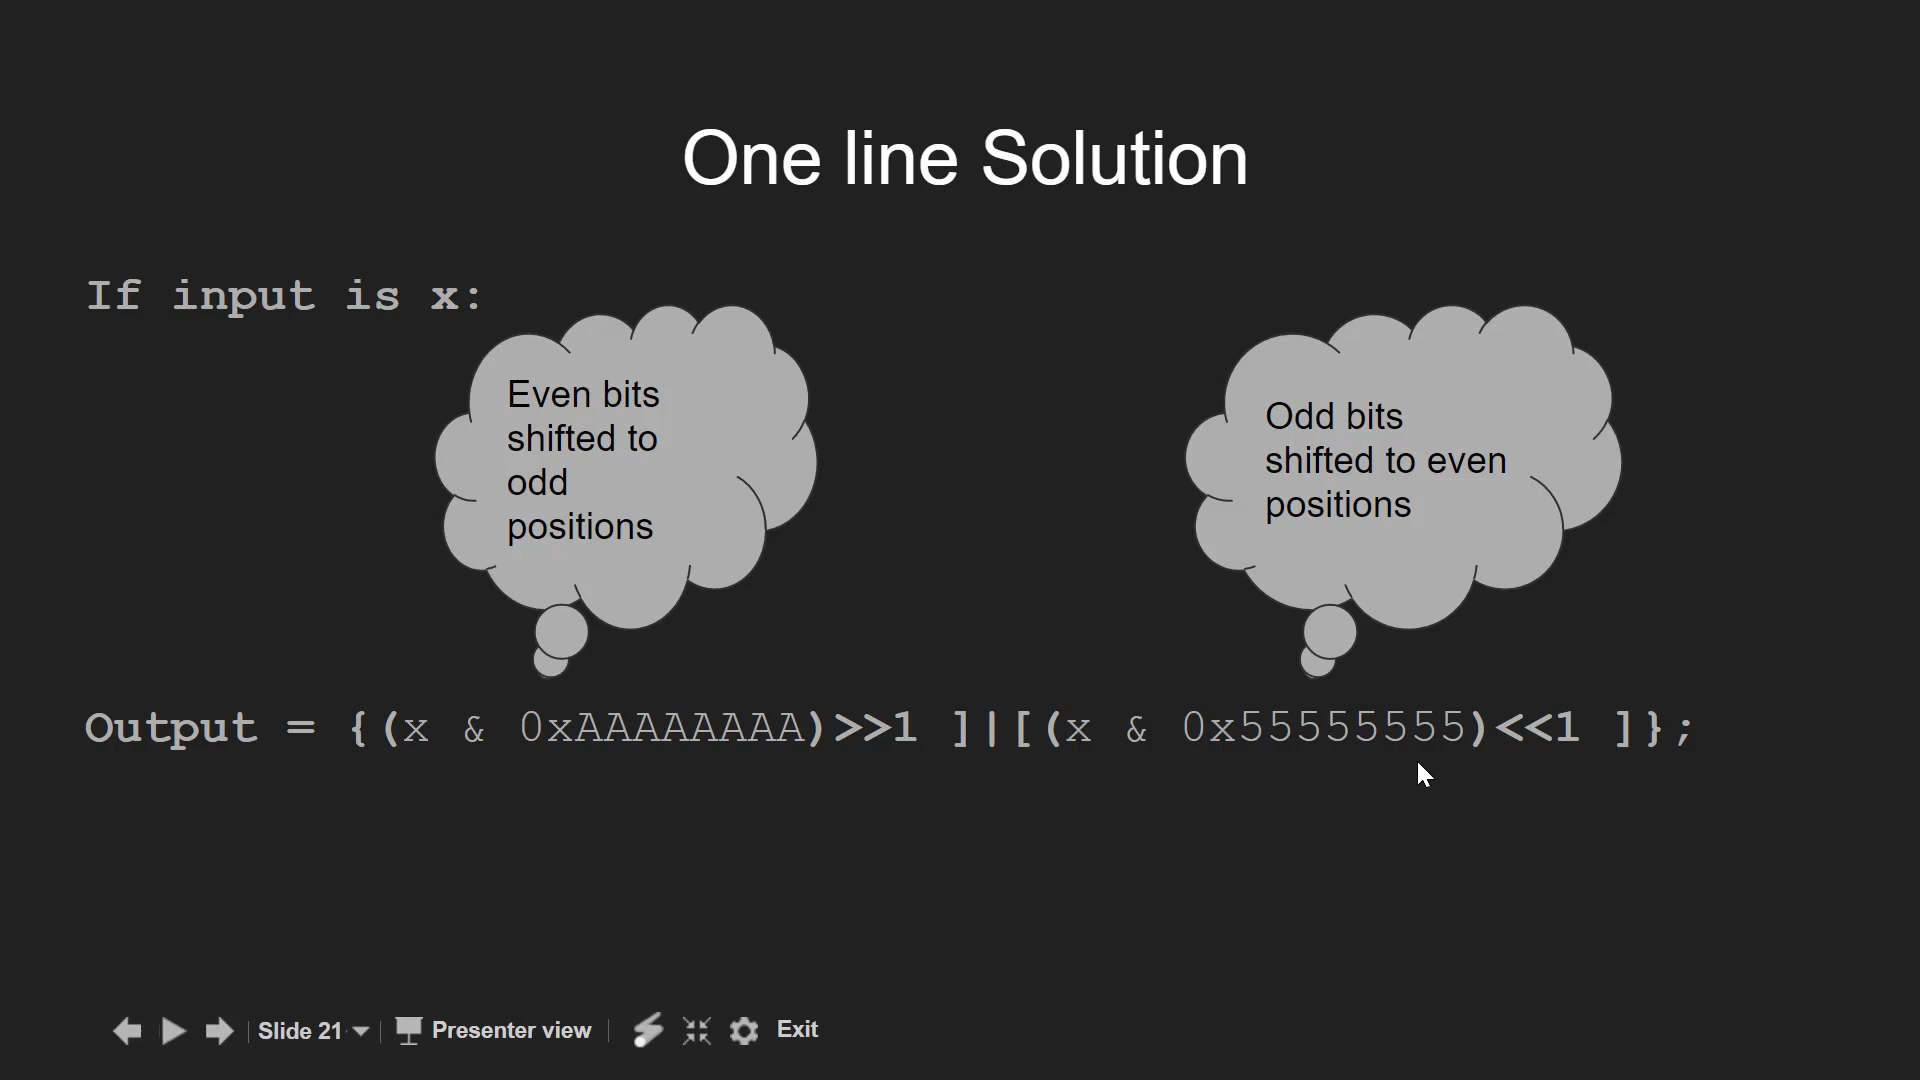 One line Solution
If input is x:
Even bits
shifted to
odd
positions
Odd bits
shifted to even
positions
Output = {(x & 0xAAAAAAAA)>>1 ]|[(x & 0x55555555)<<1 ]};
Slide 21
Presenter view
Exit